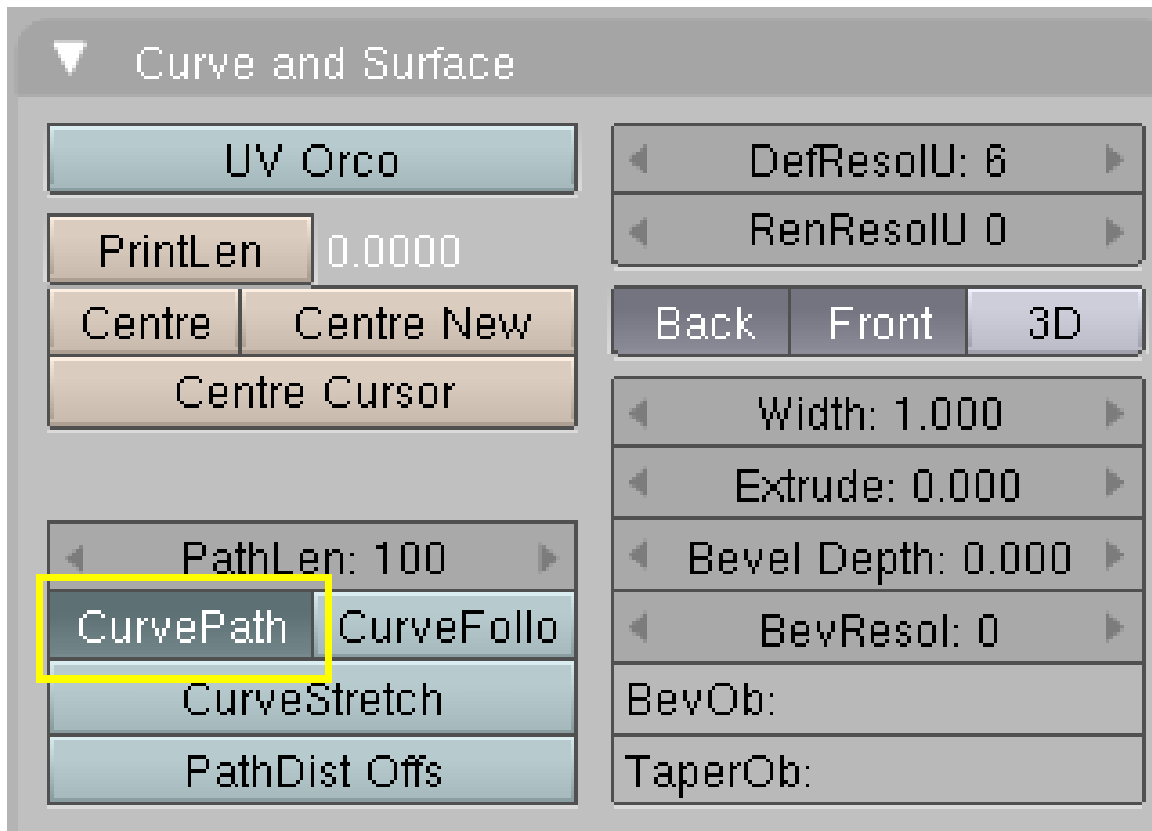 Curve and Surface
UV Orco
PrintLen 0.0000
Centre Centre New
Centre Cursor
PathLen: 100
CurvePath CurveFollo
CurveStretch
PathDist Offs
DefResolU: 6
RenResolU 0
Back Front 3D
Width: 1.000
Extrude: 0.000
Bevel Depth: 0.000
BevResol: 0
BevOb:
TaperOb: